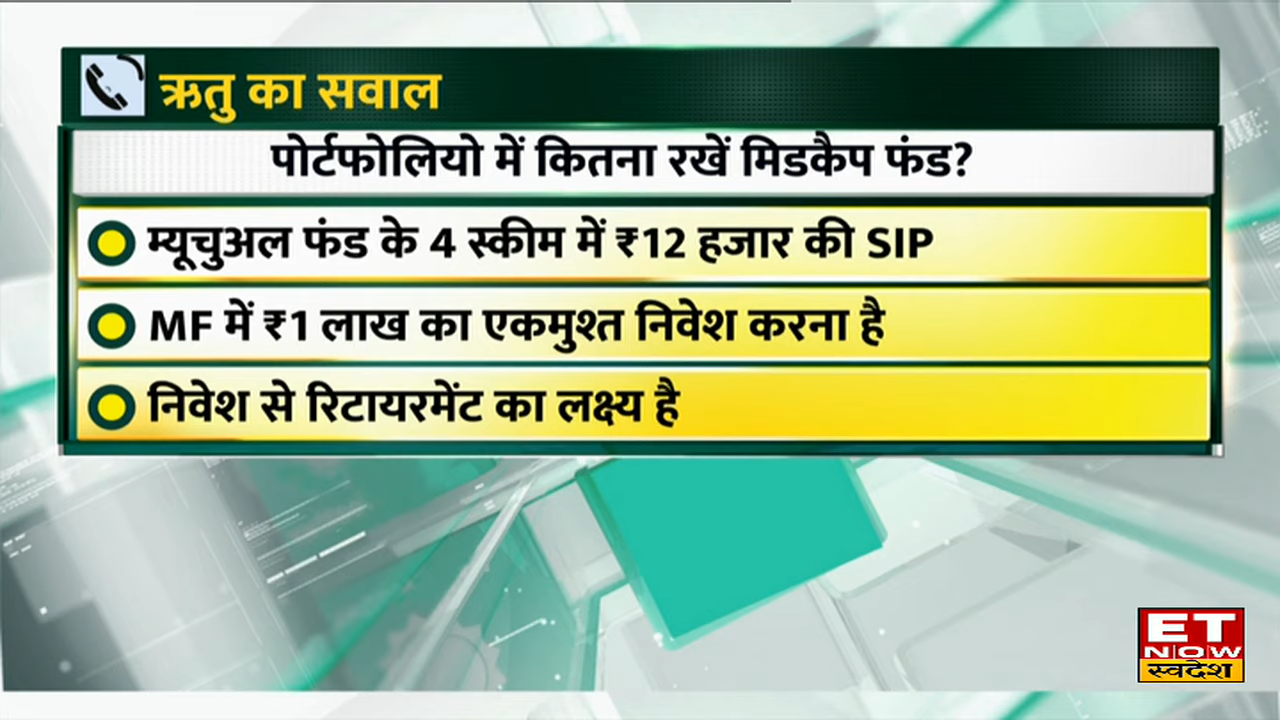 ऋतु का सवाल
पोर्टफोलियो में कितना रखें मिडकैप फंड?
म्यूचुअल फंड के 4 स्कीम में ₹12 हजार की SIP
MF में ₹1 लाख का एकमुश्त निवेश करना है
निवेश से रिटायरमेंट का लक्ष्य है
ET
NOW
स्वदेश